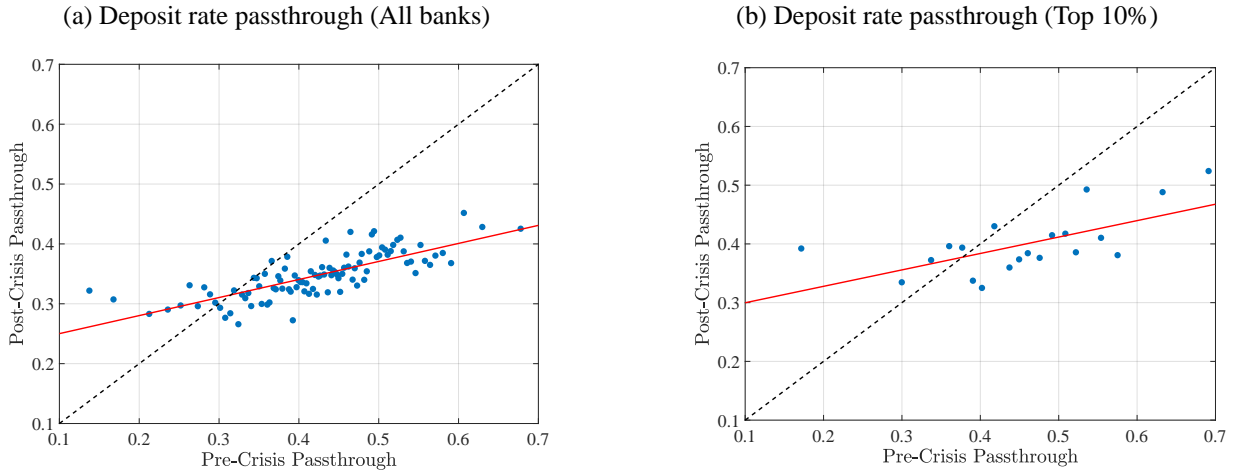 (a) Deposit rate passthrough (All banks)
0.7
0.6
0.5
0.4
0.3
0.2
0.1
Post-Crisis Passthrough
0.1 0.2 0.3 0.4 0.5 0.6 0.7
Pre-Crisis Passthrough
(b) Deposit rate passthrough (Top 10%)
0.7
0.6
0.5
0.4
0.3
0.2
0.1
Post-Crisis Passthrough
0.1 0.2 0.3 0.4 0.5 0.6 0.7
Pre-Crisis Passthrough